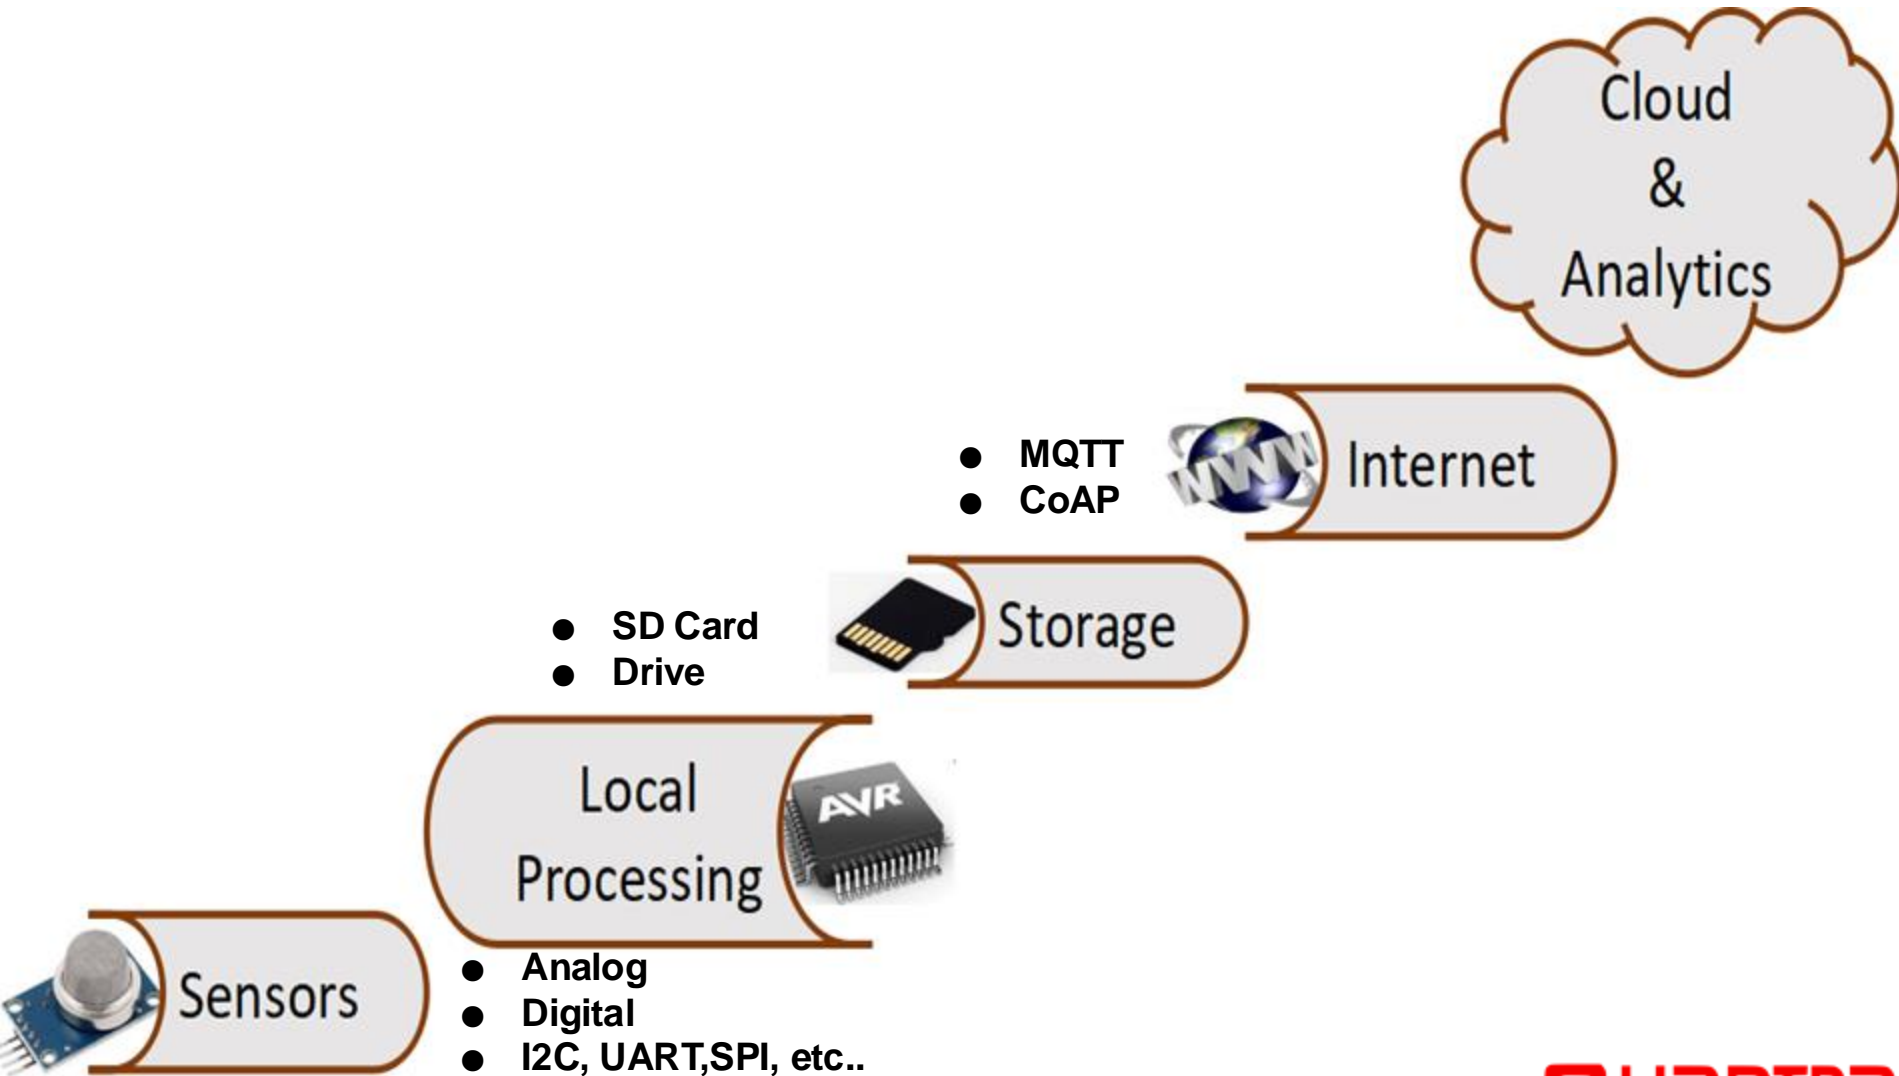 Cloud
&
Analytics
MQTT
CoAP
WWW
Internet
SD Card
Drive
Storage
Local
Processing
AVR
Sensors
Analog
Digital
I2C, UART,SPI, etc..